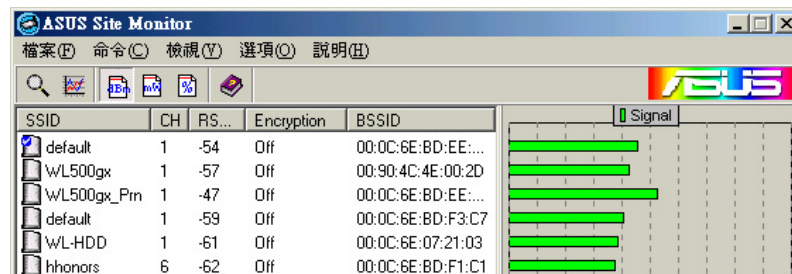 ASUS Site Monitor
檔案(F) 命令(C) 檢視(V) 選項(O) 說明(H)
dBm mW %
ASUS
SSID CH RS... Encryption BSSID Signal
default 1 -54 Off 00:0C:6E:BD:EE:...
WL500gx 1 -57 Off 00:90:4C:4E:00:2D
WL500gx_Prn 1 -47 Off 00:0C:6E:BD:EE:...
default 1 -59 Off 00:0C:6E:BD:F3:C7
WL-HDD 1 -61 Off 00:0C:6E:07:21:03
hhonors 6 -62 Off 00:0C:6E:BD:F1:C1